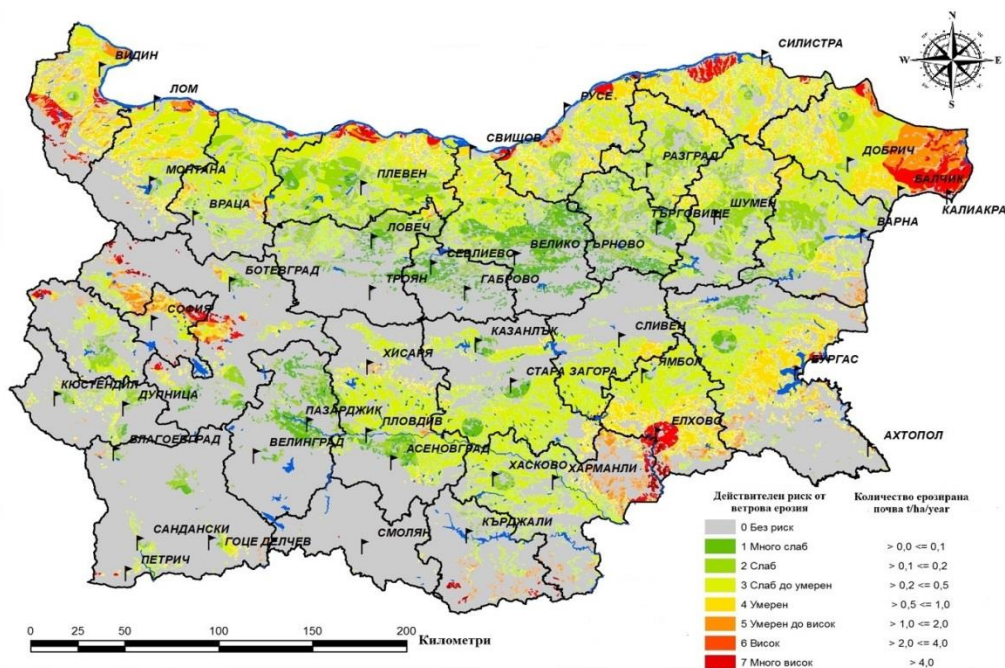 N
W E
S
СИЛИСТРА
ВИДИН
ЛОМ
РУСЕ
СВИЩОВ
РАЗГРАД
ДОБРИЧ
МОНТАНА
ПЛЕВЕН
БАЛЧИК
ШУМЕН
КАЛИАКРА
ВРАЦА
ТЪРГОВИЩЕ
ВАРНА
ЛОВЕЧ
ВЕЛИКО ТЪРНОВО
СЕВЛИЕВО
БОТЕВГРАД
ТРОЯН
ГАБРОВО
СОФИЯ
КАЗАНЛЪК
СЛИВЕН
ХИСАРЯ
ЯМБОЛ
БУРГАС
СТАРА ЗАГОРА
КЮСТЕНДИЛ
ДУПНИЦА
ПАЗАРДЖИК
ПЛОВДИВ
ЕЛХОВО
БЛАГОЕВГРАД
ВЕЛИНГРАД
АСЕНОВГРАД
АХТОПОЛ
ХАСКОВО
ХАРМАНЛИ
САНДАНСКИ
КЪРДЖАЛИ
ГОЦЕ ДЕЛЧЕВ
СМОЛЯН
ПЕТРИЧ
Действителен риск от
ветрова ерозия
Количество ерозирана
почва t/ha/year
0 Без риск
1 Много слаб > 0,0 <= 0,1
2 Слаб > 0,1 <= 0,2
3 Слаб до умерен > 0,2 <= 0,5
4 Умерен > 0,5 <= 1,0
5 Умерен до висок > 1,0 <= 2,0
6 Висок > 2,0 <= 4,0
7 Много висок > 4,0
0 25 50 100 150 200
Километри